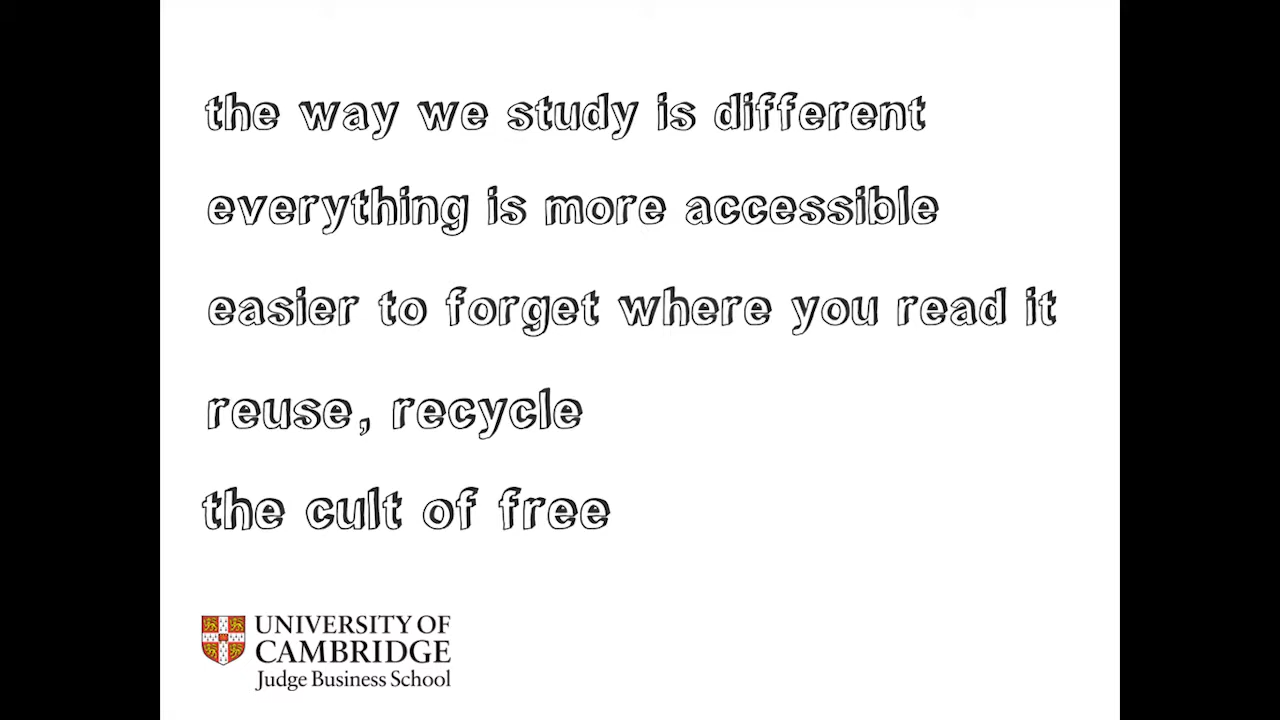 the way we study is different
everything is more accessible
easier to forget where you read it
reuse, recycle
the cult of free
UNIVERSITY OF
CAMBRIDGE
Judge Business School